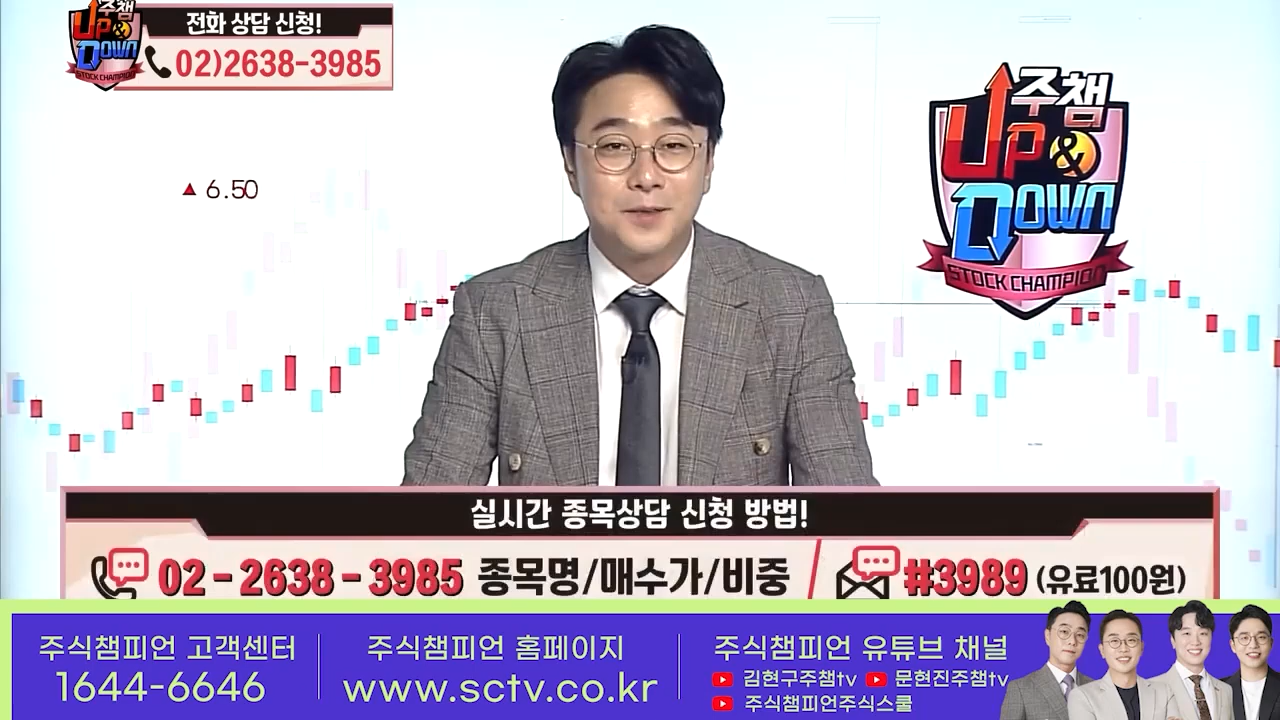 주챔
UP &
DOWN
STOCK CHAMPION
전화 상담 신청!
02)2638-3985
▲ 6.50
주챔
UP &
DOWN
STOCK CHAMPION
실시간 종목상담 신청 방법!
02-2638-3985 종목명/매수가/비중
#3989 (유료100원)
주식챔피언 고객센터
1644-6646
주식챔피언 홈페이지
www.sctv.co.kr
주식챔피언 유튜브 채널
김현구주챔tv 문현진주챔tv
주식챔피언주식스쿨